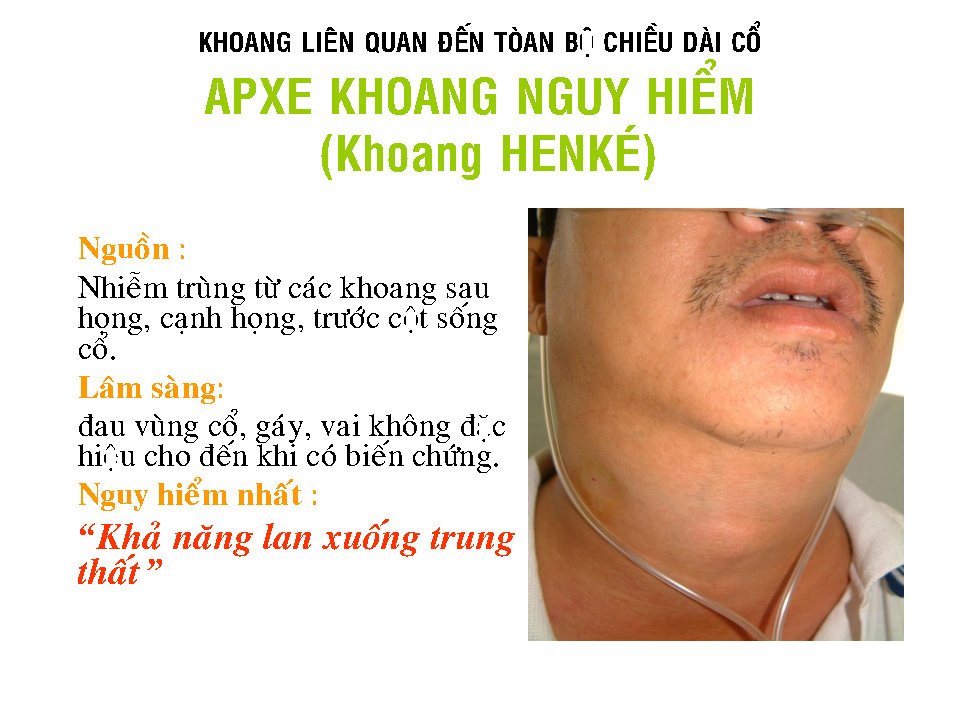 KHOANG LIÊN QUAN ĐẾN TÒAN BỘ CHIỀU DÀI CỔ
APXE KHOANG NGUY HIỂM
(Khoang HENKÉ)
Nguồn :
Nhiễm trùng từ các khoang sau
họng, cạnh họng, trước cột sống
cổ.
Lâm sàng:
đau vùng cổ, gáy, vai không đặc
hiệu cho đến khi có biến chứng.
Nguy hiểm nhất :
“Khả năng lan xuống trung
thất”